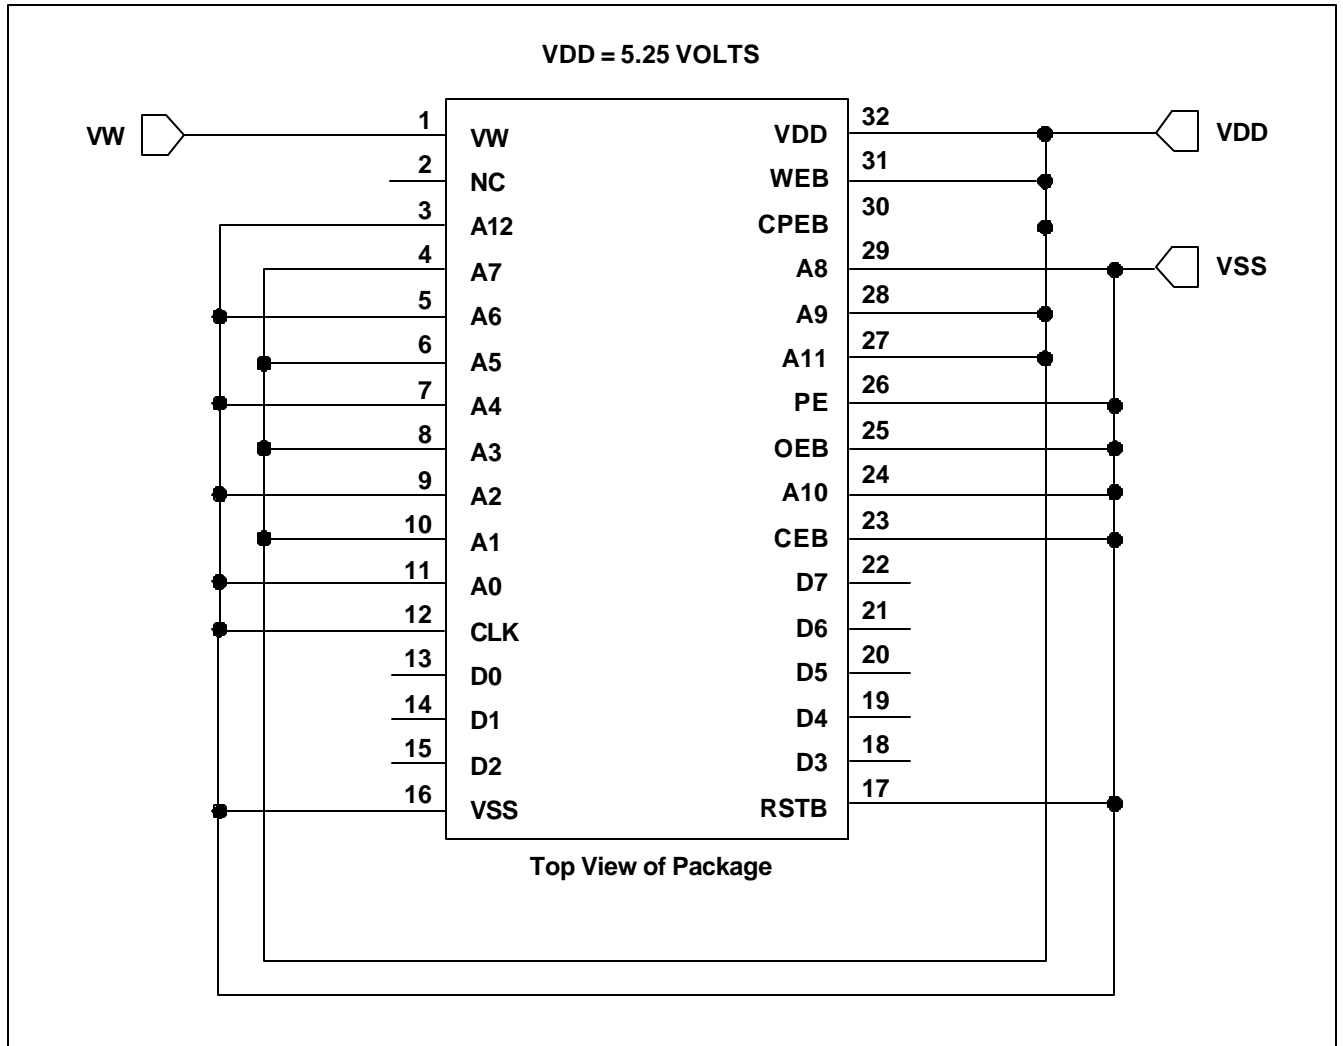 VDD = 5.25 VOLTS
VW
1
VW
2
NC
3
A12
4
A7
5
A6
6
A5
7
A4
8
A3
9
A2
10
A1
11
A0
12
CLK
13
D0
14
D1
15
D2
16
VSS
VDD
32
VDD
WEB
31
CPEB
30
A8
29
VSS
A9
28
A11
27
PE
26
OEB
25
A10
24
CEB
23
D7
22
D6
21
D5
20
D4
19
D3
18
RSTB
17
Top View of Package